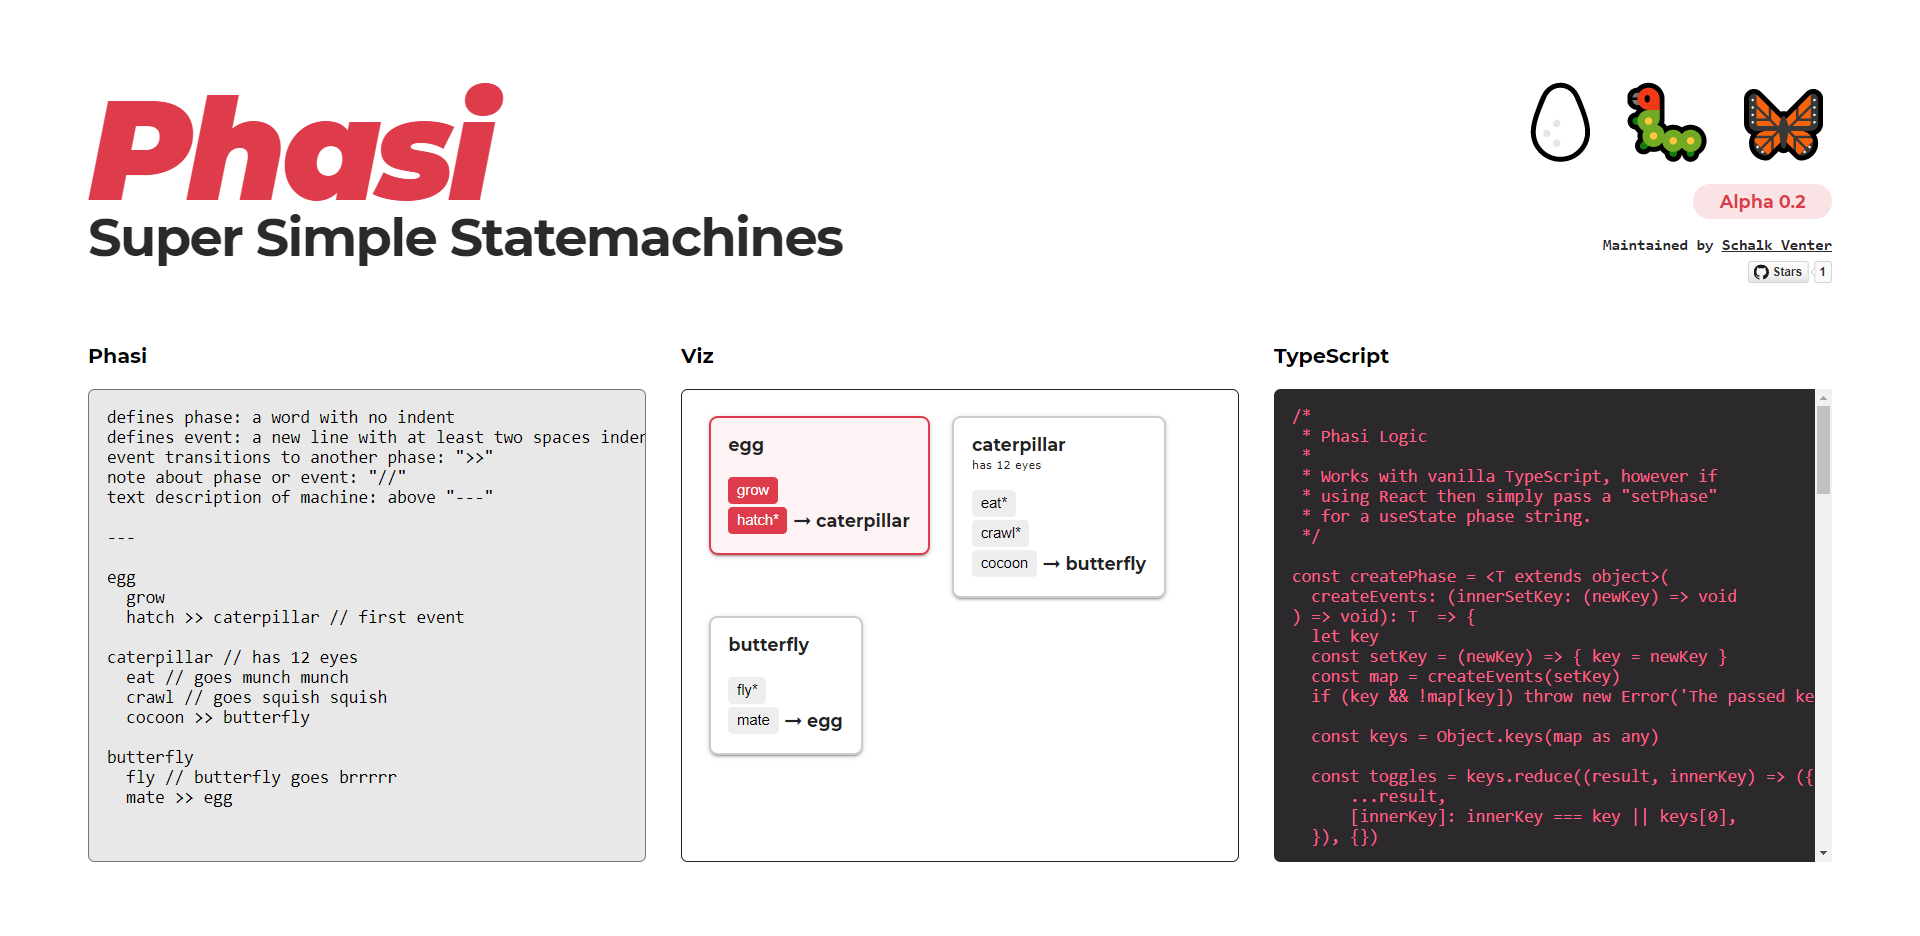 Phasi
Super Simple Statemachines
Alpha 0.2
Maintained by Schalk Venter
Stars 1
Phasi
defines phase: a word with no indent
defines event: a new line with at least two spaces inder
event transitions to another phase: ">>"
note about phase or event: "//"
text description of machine: above "---"
---
egg
  grow
  hatch >> caterpillar // first event
caterpillar // has 12 eyes
  eat // goes munch munch
  crawl // goes squish squish
  cocoon >> butterfly
butterfly
  fly // butterfly goes brrrrr
  mate >> egg
Viz
egg
grow
hatch* → caterpillar
caterpillar
has 12 eyes
eat*
crawl*
cocoon → butterfly
butterfly
fly*
mate → egg
TypeScript
/*
 * Phasi Logic
 *
 * Works with vanilla TypeScript, however if
 * using React then simply pass a "setPhase"
 * for a useState phase string.
 */
const createPhase = <T extends object>(
  createEvents: (innerSetKey: (newKey) => void
) => void): T  => {
  let key
  const setKey = (newKey) => { key = newKey }
  const map = createEvents(setKey)
  if (key && !map[key]) throw new Error('The passed ke
  const keys = Object.keys(map as any)
  const toggles = keys.reduce((result, innerKey) => ({
      ...result,
      [innerKey]: innerKey === key || keys[0],
  }), {})